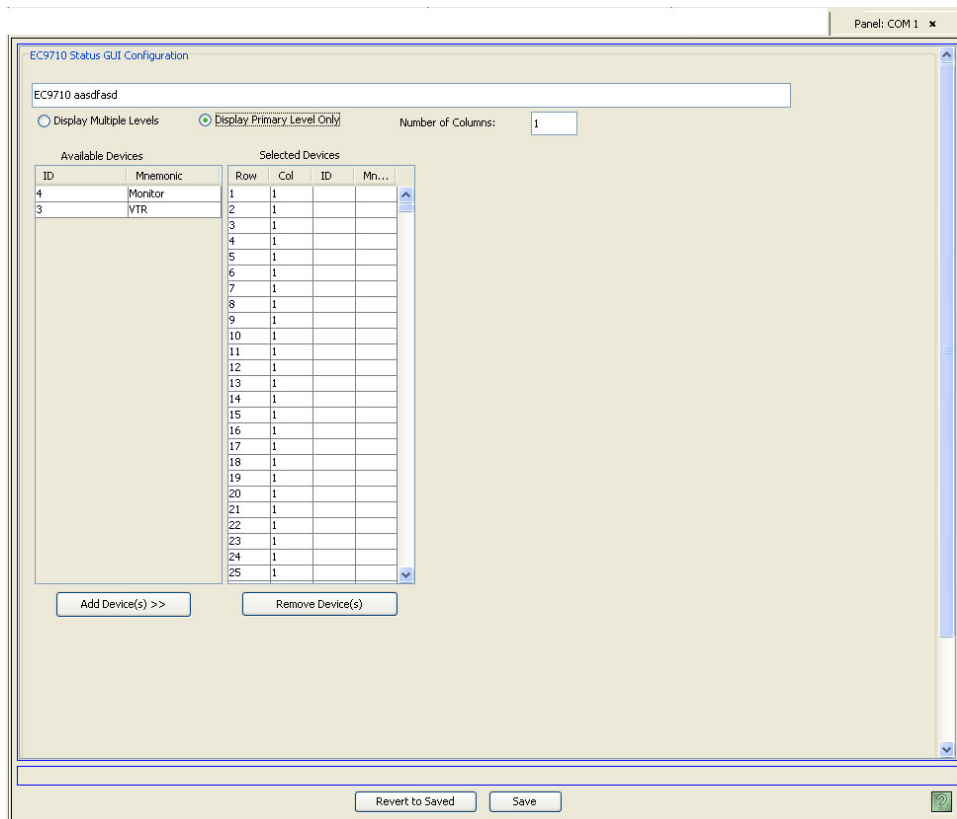 Panel: COM 1 ×
EC9710 Status GUI Configuration
EC9710 aasdfasd
Display Multiple Levels Display Primary Level Only Number of Columns: 1
Available Devices Selected Devices
ID Mnemonic Row Col ID Mn...
4 Monitor 1 1
3 VTR 2 1
3 1
4 1
5 1
6 1
7 1
8 1
9 1
10 1
11 1
12 1
13 1
14 1
15 1
16 1
17 1
18 1
19 1
20 1
21 1
22 1
23 1
24 1
25 1
Add Device(s) >> Remove Device(s)
Revert to Saved Save ?